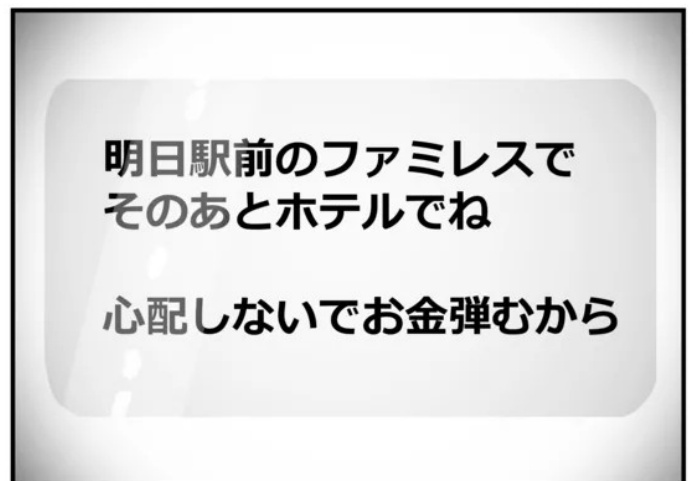 明日駅前のファミレスで
そのあとホテルでね
心配しないでお金弾むから